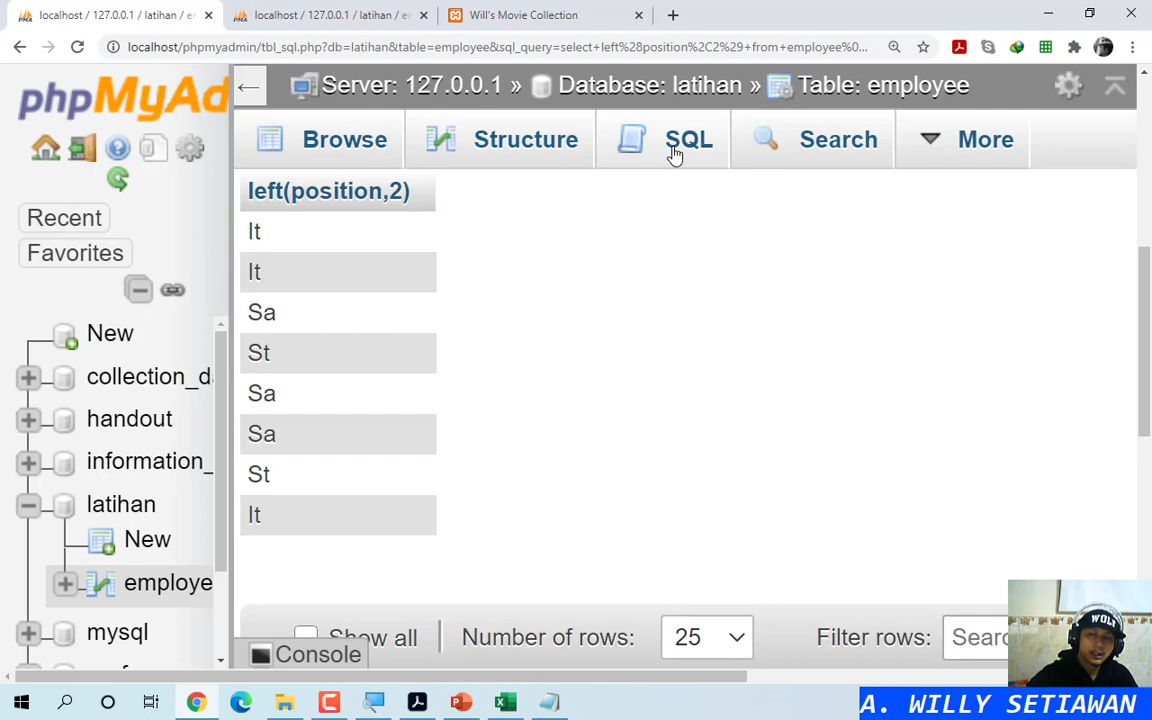 localhost / 127.0.0.1 / latihan / e
localhost / 127.0.0.1 / latihan / e
Will's Movie Collection
localhost/phpmyadmin/tbl_sql.php?db=latihan&table=employee&sql_query=select+left%28position%2C2%29+from+employee%0...
phpMyAd
Server: 127.0.0.1 » Database: latihan » Table: employee
Browse
Structure
SQL
Search
More
Recent
Favorites
New
collection_da
handout
information_
latihan
New
employe
mysql
left(position,2)
It
It
Sa
St
Sa
Sa
St
It
Show all
Number of rows:
25
Filter rows:
Searc
Console
WOLF
A. WILLY SETIAWAN